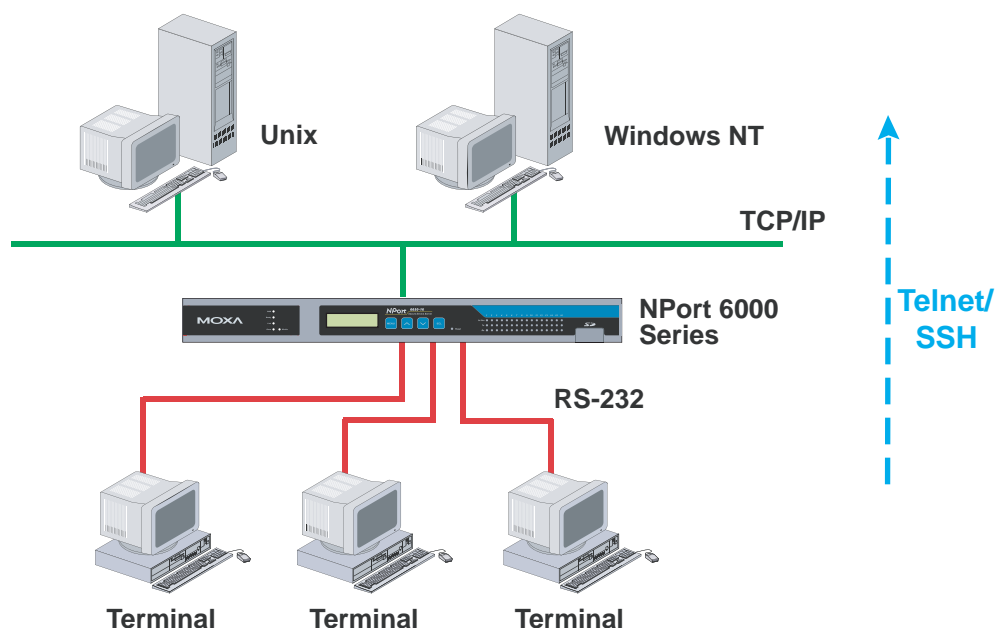 Unix
Windows NT
TCP/IP
MOXA
NPort
NPort 6000
Series
Telnet/
SSH
RS-232
Terminal
Terminal
Terminal